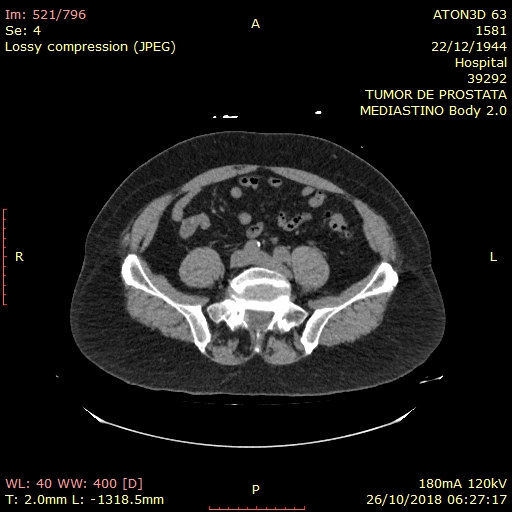 Im: 521/796
Se: 4
Lossy compression (JPEG)
A
ATON3D 63
1581
22/12/1944
Hospital
39292
TUMOR DE PROSTATA
MEDIASTINO Body 2.0
R
L
WL: 40 WW: 400 [D]
T: 2.0mm L: -1318.5mm
P
180mA 120kV
26/10/2018 06:27:17